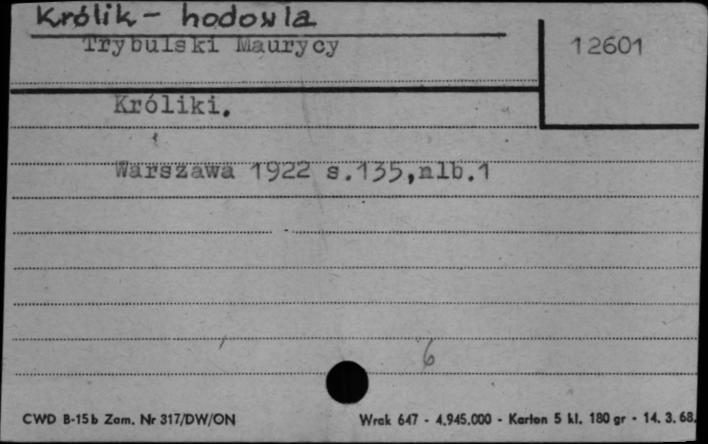 Królik - hodowla
Trybulski Maurycy
12601
Króliki.
Warszawa 1922 s.135,nlb.1
6
CWD B-15b Zam. Nr 317/DW/ON
Wrak 647 - 4.945.000 - Karton 5 kl. 180 gr - 14. 3. 68.